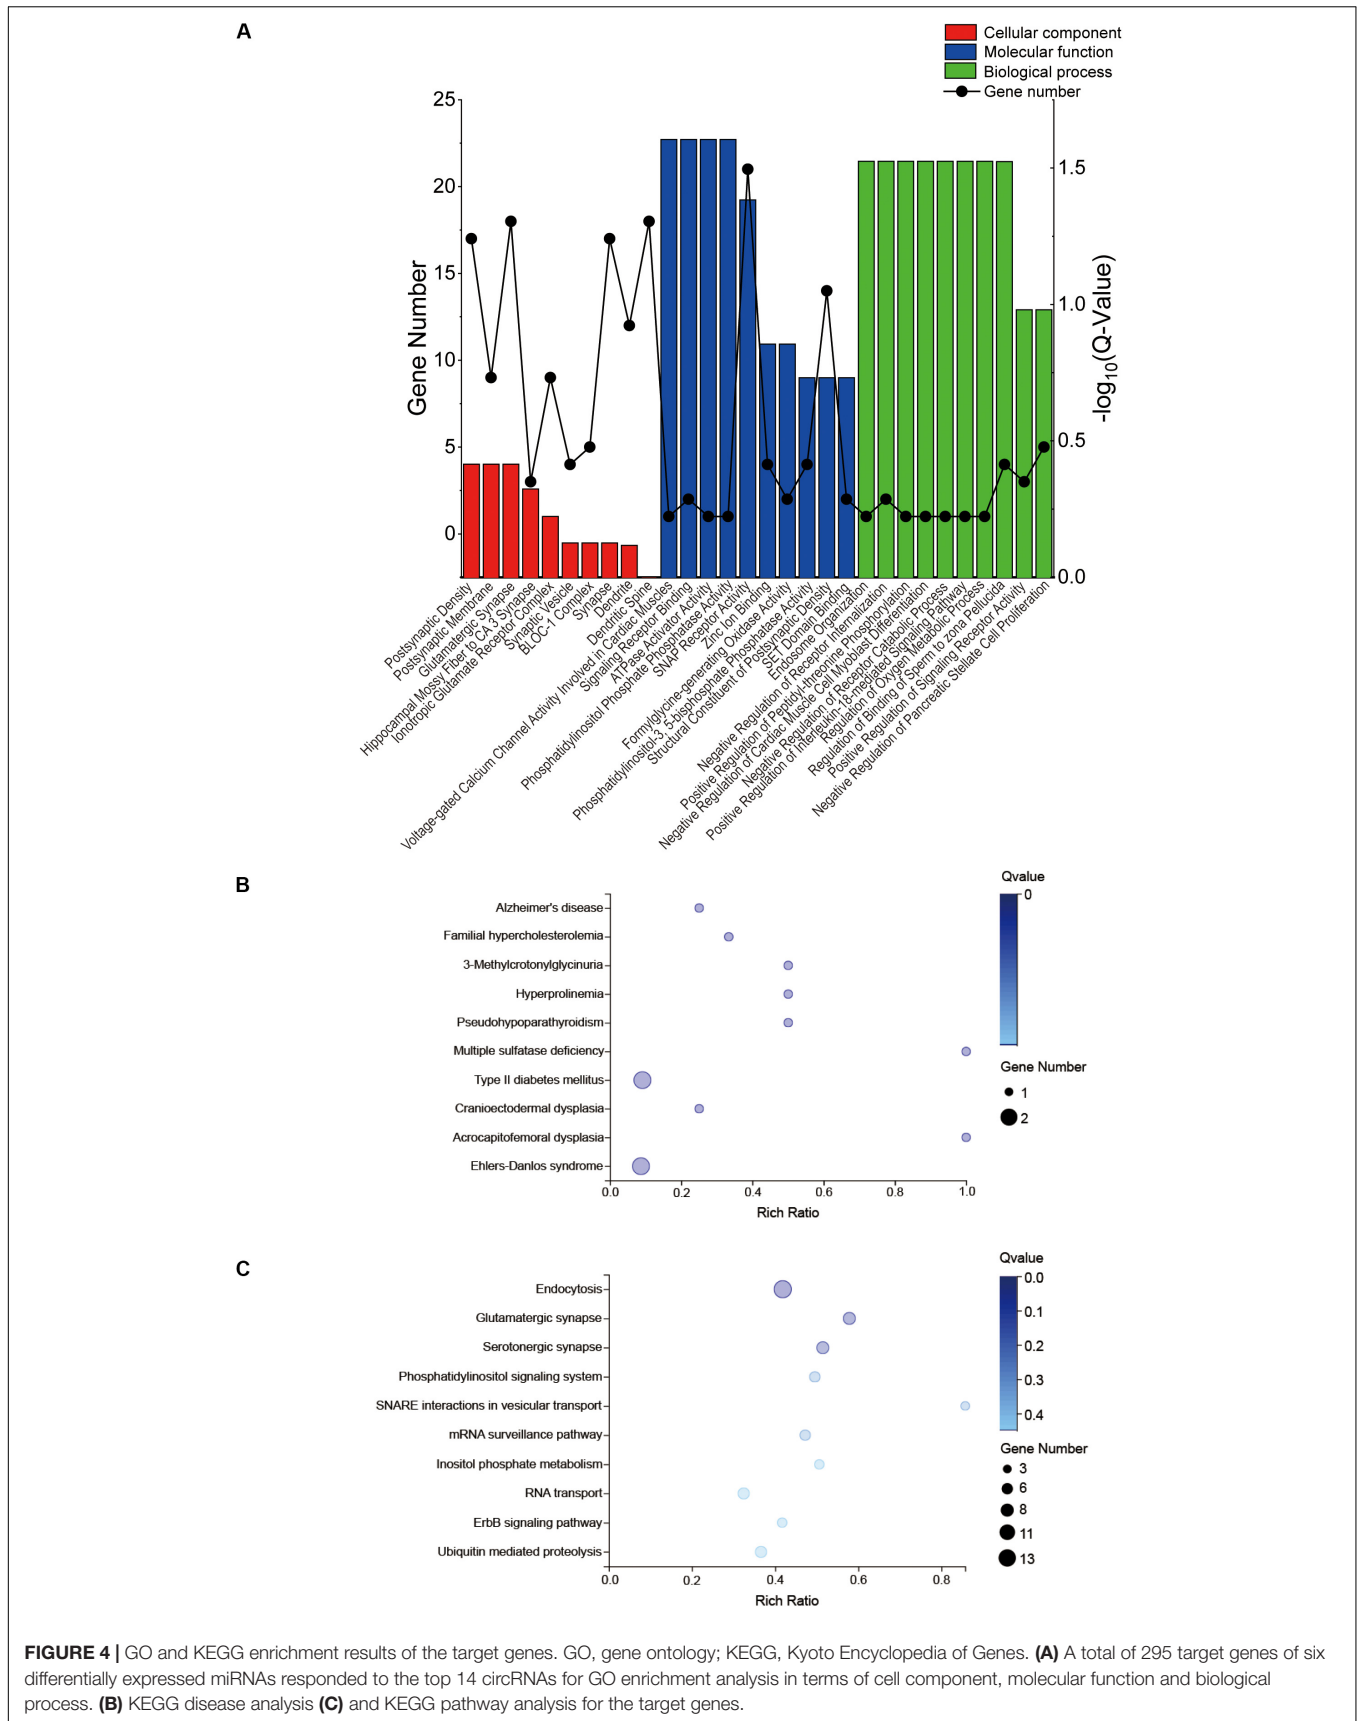 A
Cellular component
Molecular function
Biological process
Gene number
25
20
15
10
5
0
Gene Number
1.5
1.0
0.5
0.0
-log10(Q-Value)
Postsynaptic Density
Postsynaptic Membrane
Glutamatergic Synapse
Hippocampal Mossy Fiber to CA 3 Synapse
Ionotropic Glutamate Receptor Complex
Synaptic Vesicle
BLOC-1 Complex
Synapse
Dendrite
Dendritic Spine
Voltage-gated Calcium Channel Activity Involved in Cardiac Muscles
Signaling Receptor Binding
ATPase Activator Activity
Phosphatidylinositol Phosphate Phosphatase Activity
SNAP Receptor Activity
Zinc Ion Binding
Formylglycine-generating Oxidase Activity
Phosphatidylinositol-3, 5-bisphosphate Phosphatase Activity
Structural Constituent of Postsynaptic Density
SET Domain Binding
Endosome Organization
Negative Regulation of Receptor Internalization
Positive Regulation of Peptidyl-threonine Phosphorylation
Negative Regulation of Cardiac Muscle Cell Myoblast Differentiation
Negative Regulation of Receptor Catabolic Process
Positive Regulation of Interleukin-18-mediated Signaling Pathway
Regulation of Oxygen Metabolic Process
Regulation of Binding of Sperm to zona Pellucida
Positive Regulation of Signaling Receptor Activity
Negative Regulation of Pancreatic Stellate Cell Proliferation
B
Alzheimer's disease
Familial hypercholesterolemia
3-Methylcrotonylglycinuria
Hyperprolinemia
Pseudohypoparathyroidism
Multiple sulfatase deficiency
Type II diabetes mellitus
Cranioectodermal dysplasia
Acrocapitofemoral dysplasia
Ehlers-Danlos syndrome
0.0 0.2 0.4 0.6 0.8 1.0
Rich Ratio
Qvalue
0
Gene Number
1
2
C
Endocytosis
Glutamatergic synapse
Serotonergic synapse
Phosphatidylinositol signaling system
SNARE interactions in vesicular transport
mRNA surveillance pathway
Inositol phosphate metabolism
RNA transport
ErbB signaling pathway
Ubiquitin mediated proteolysis
0.0 0.2 0.4 0.6 0.8
Rich Ratio
Qvalue
0.0
0.1
0.2
0.3
0.4
Gene Number
3
6
8
11
13
FIGURE 4 | GO and KEGG enrichment results of the target genes. GO, gene ontology; KEGG, Kyoto Encyclopedia of Genes. (A) A total of 295 target genes of six
differentially expressed miRNAs responded to the top 14 circRNAs for GO enrichment analysis in terms of cell component, molecular function and biological
process. (B) KEGG disease analysis (C) and KEGG pathway analysis for the target genes.